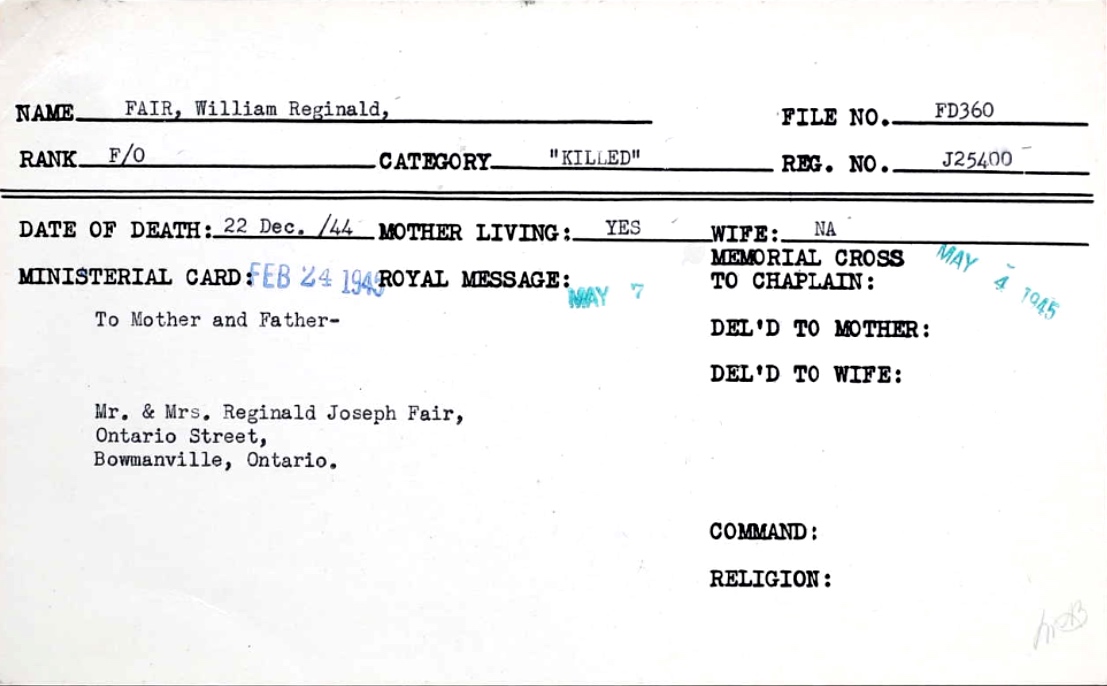 NAME FAIR, William Reginald, FILE NO. FD360
RANK F/O CATEGORY "KILLED" REG. NO. J25400
DATE OF DEATH: 22 Dec. /44 MOTHER LIVING: YES WIFE: NA
MINISTERIAL CARD: FEB 24 1945 ROYAL MESSAGE: MAY 7
MEMORIAL CROSS
TO CHAPLAIN: MAY 4 1945
To Mother and Father-
DEL'D TO MOTHER:
DEL'D TO WIFE:
Mr. & Mrs. Reginald Joseph Fair,
Ontario Street,
Bowmanville, Ontario.
COMMAND:
RELIGION: